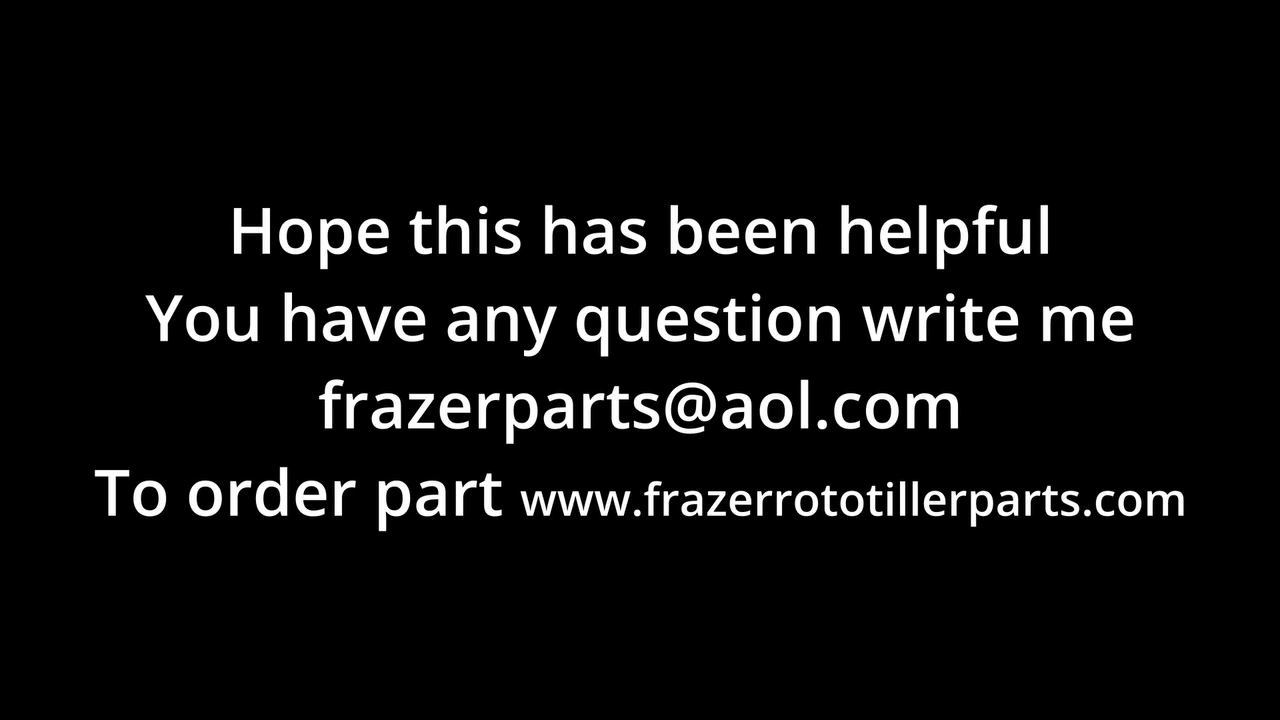 Hope this has been helpful
You have any question write me
frazerparts@aol.com
To order part www.frazerrototillerparts.com